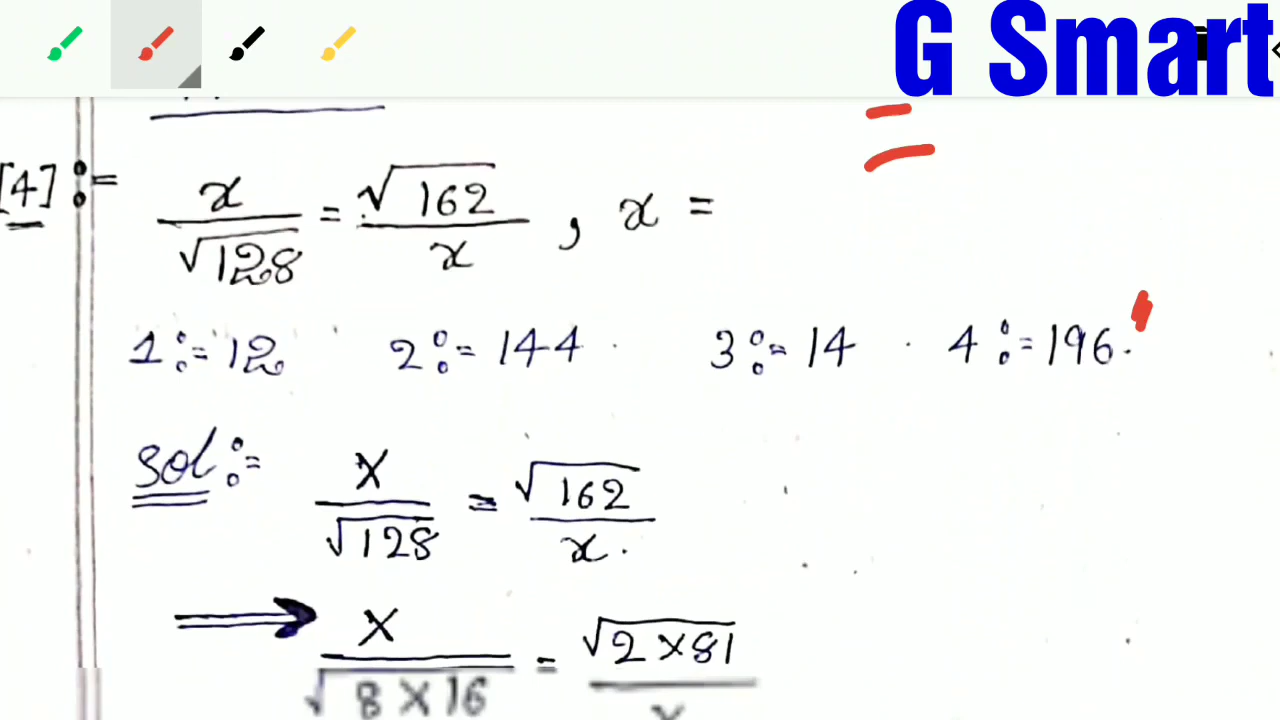 G Smart
[4]:= x/√128 = √162/x , x =
1:= 12 2:= 144 . 3:= 14 . 4:= 196.
Sol:= x/√128 = √162/x.
⟹ x/√8×16 = √2×81/x